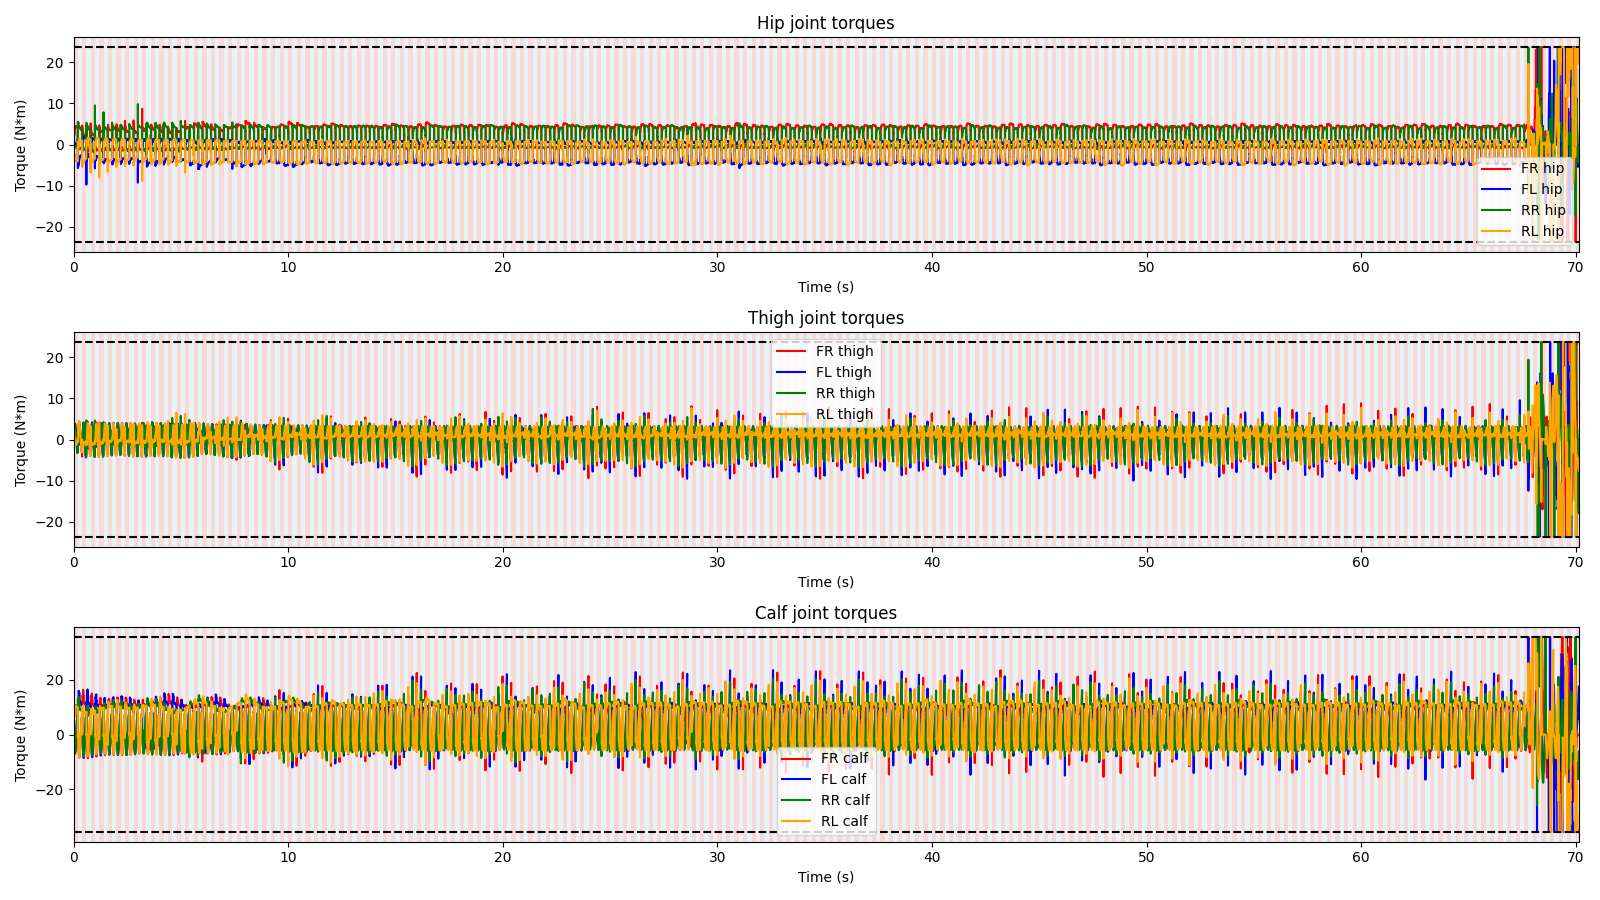 Hip joint torques
Torque (N*m)
20
10
0
−10
−20
FR hip
FL hip
RR hip
RL hip
0 10 20 30 40 50 60 70
Time (s)
Thigh joint torques
Torque (N*m)
20
10
0
−10
−20
FR thigh
FL thigh
RR thigh
RL thigh
0 10 20 30 40 50 60 70
Time (s)
Calf joint torques
Torque (N*m)
20
0
−20
FR calf
FL calf
RR calf
RL calf
0 10 20 30 40 50 60 70
Time (s)